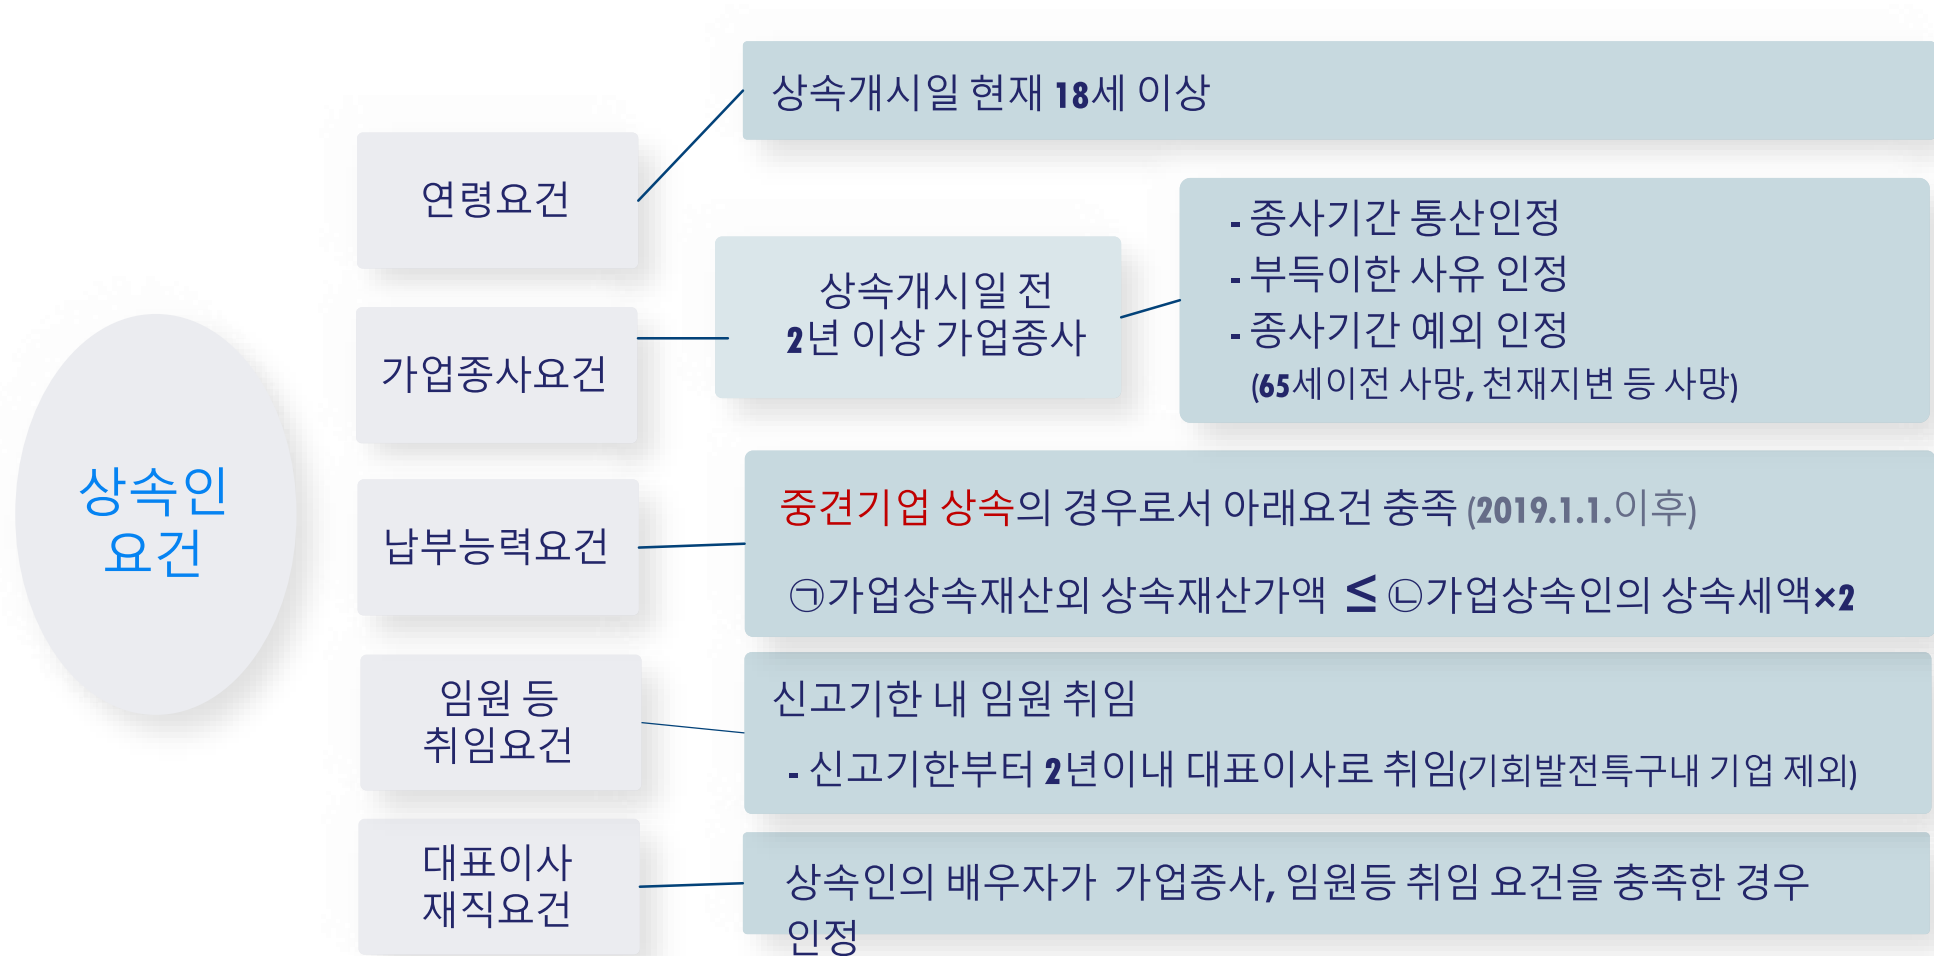 상속인
요건
연령요건
상속개시일 현재 18세 이상
가업종사요건
상속개시일 전
2년 이상 가업종사
- 종사기간 통산인정
- 부득이한 사유 인정
- 종사기간 예외 인정
(65세이전 사망, 천재지변 등 사망)
납부능력요건
중견기업 상속의 경우로서 아래요건 충족 (2019.1.1.이후)
㉠가업상속재산외 상속재산가액 ≤ ㉡가업상속인의 상속세액×2
임원 등
취임요건
신고기한 내 임원 취임
- 신고기한부터 2년이내 대표이사로 취임(기회발전특구내 기업 제외)
대표이사
재직요건
상속인의 배우자가 가업종사, 임원등 취임 요건을 충족한 경우
인정